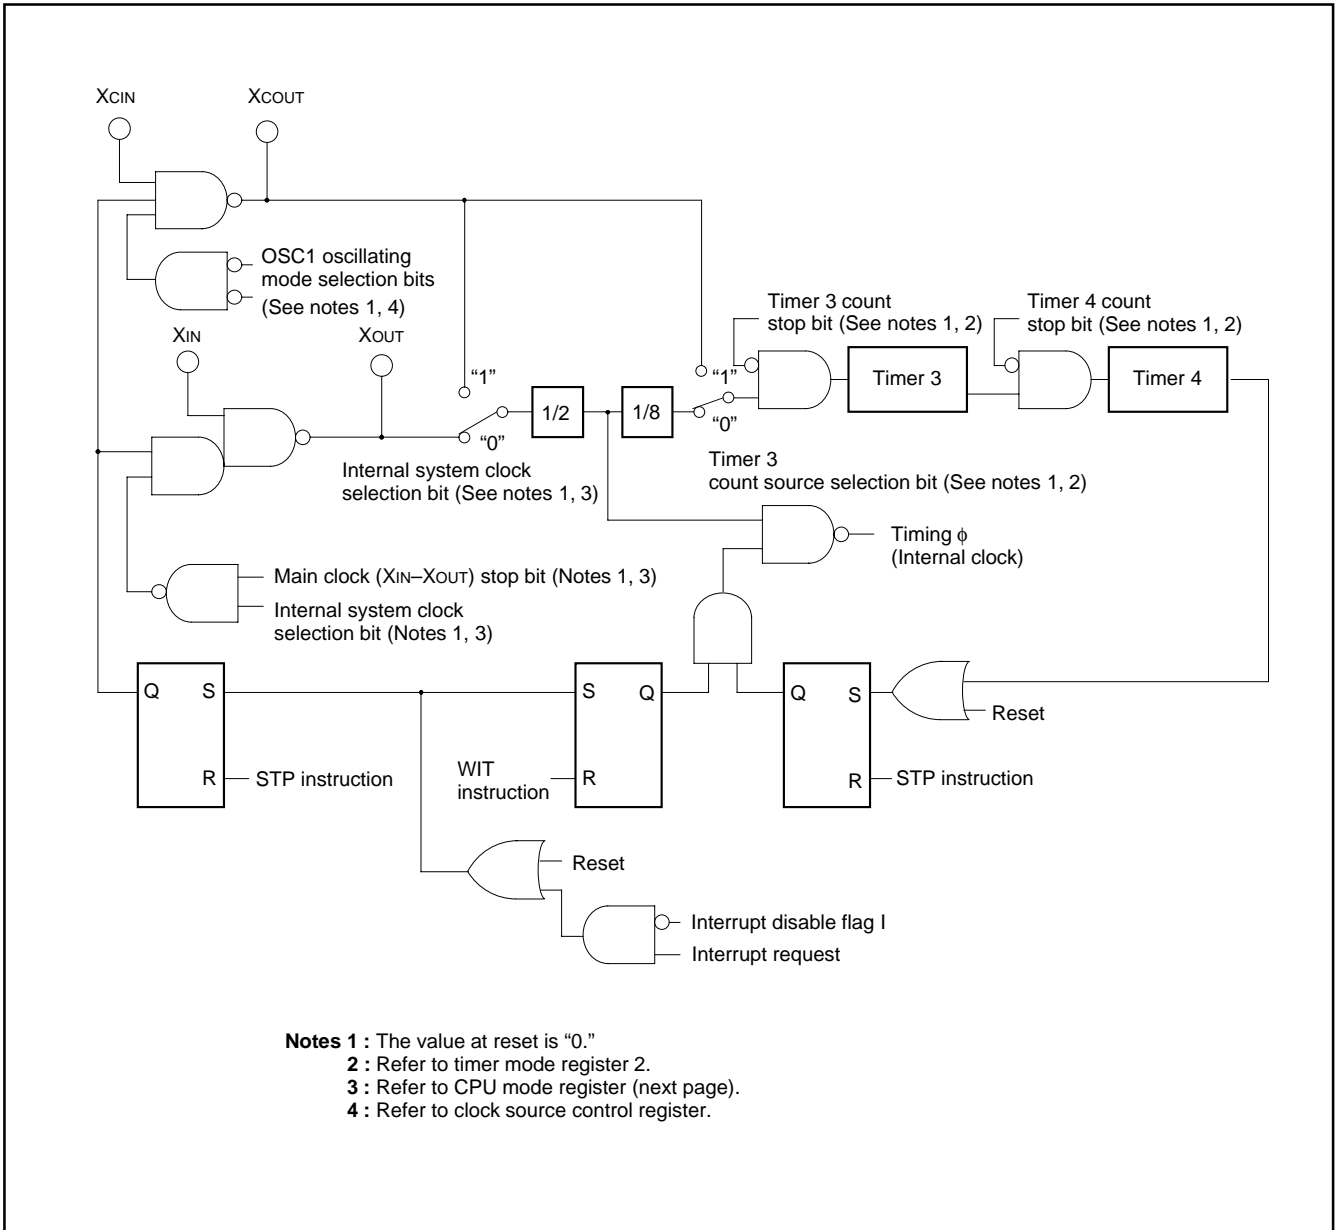 XCIN
XCOUT
OSC1 oscillating
mode selection bits
(See notes 1, 4)
XIN
XOUT
“1”
“0”
Internal system clock
selection bit (See notes 1, 3)
1/2
1/8
“1”
“0”
Timer 3 count
stop bit (See notes 1, 2)
Timer 3
Timer 4 count
stop bit (See notes 1, 2)
Timer 4
Timer 3
count source selection bit (See notes 1, 2)
Timing ϕ
(Internal clock)
Main clock (XIN–XOUT) stop bit (Notes 1, 3)
Internal system clock
selection bit (Notes 1, 3)
Q
S
R
STP instruction
S
Q
R
WIT
instruction
Q
S
R
Reset
STP instruction
Reset
Interrupt disable flag I
Interrupt request
Notes 1 : The value at reset is “0.”
2 : Refer to timer mode register 2.
3 : Refer to CPU mode register (next page).
4 : Refer to clock source control register.